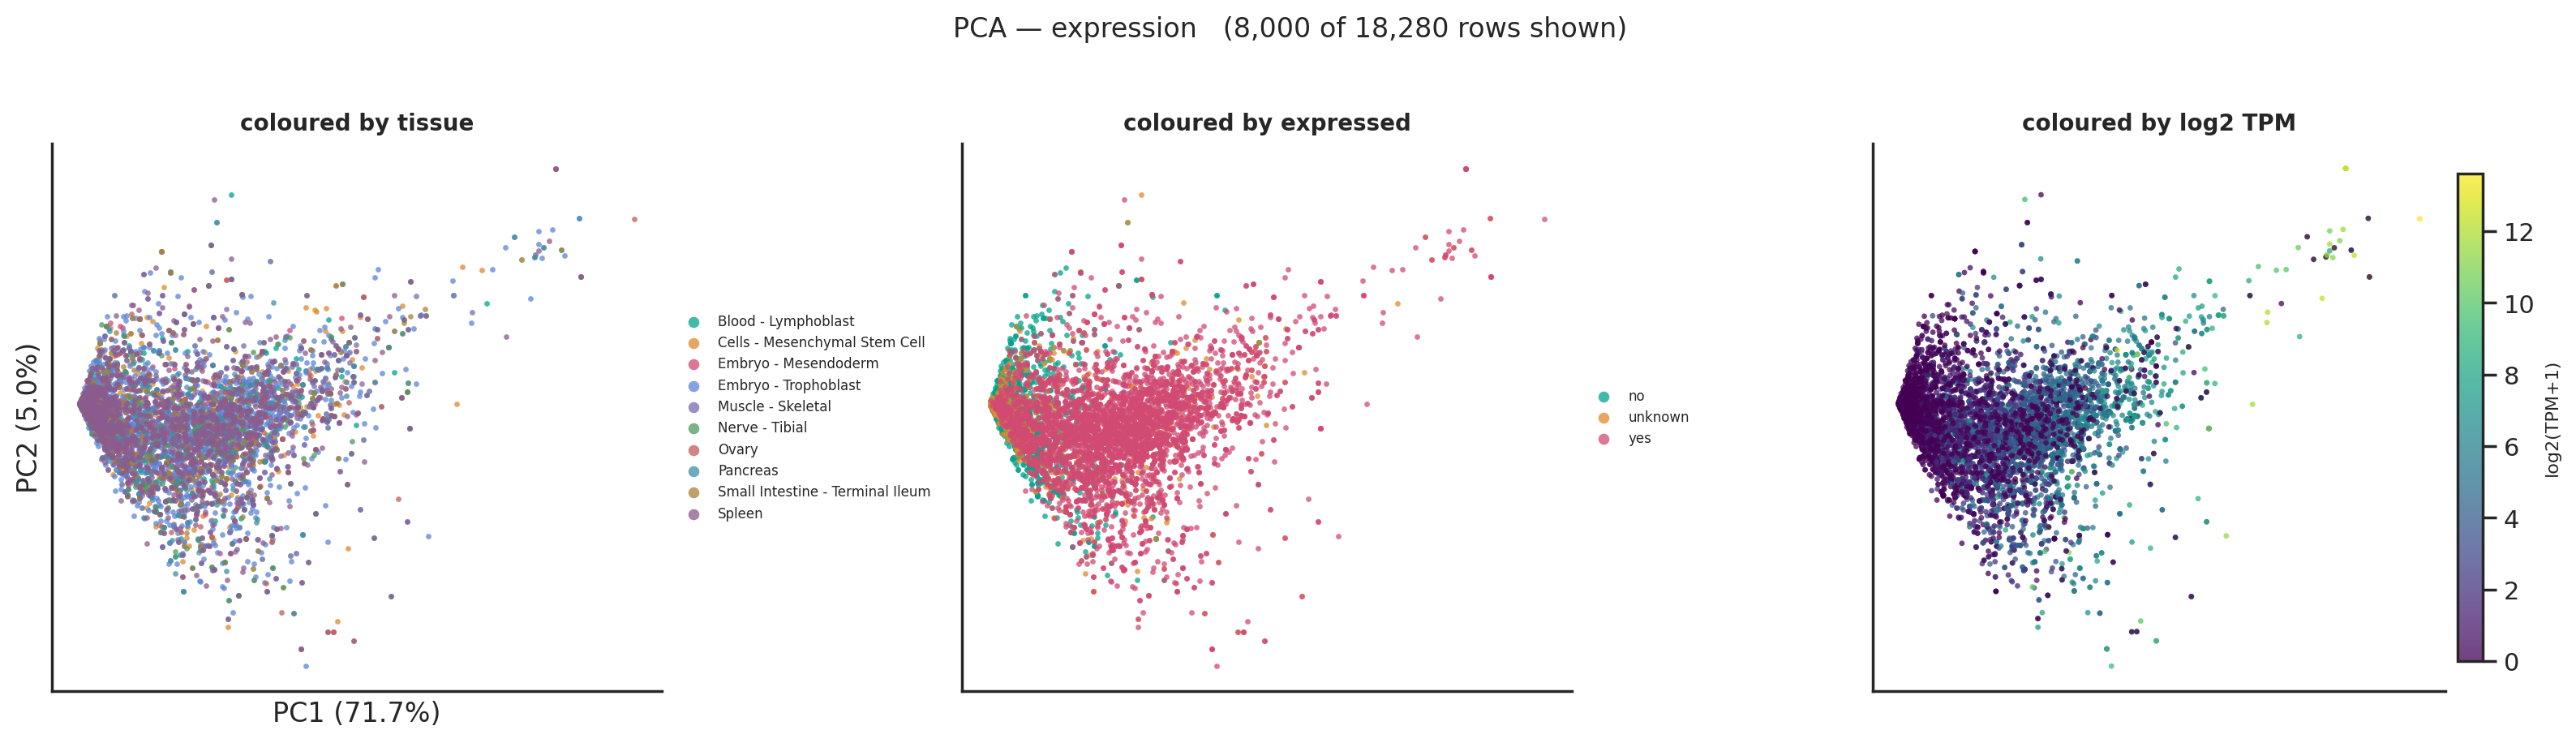 PCA — expression   (8,000 of 18,280 rows shown)
coloured by tissue
PC2 (5.0%)
PC1 (71.7%)
Blood - Lymphoblast
Cells - Mesenchymal Stem Cell
Embryo - Mesendoderm
Embryo - Trophoblast
Muscle - Skeletal
Nerve - Tibial
Ovary
Pancreas
Small Intestine - Terminal Ileum
Spleen
coloured by expressed
no
unknown
yes
coloured by log2 TPM
12
10
8
6
4
2
0
log2(TPM+1)